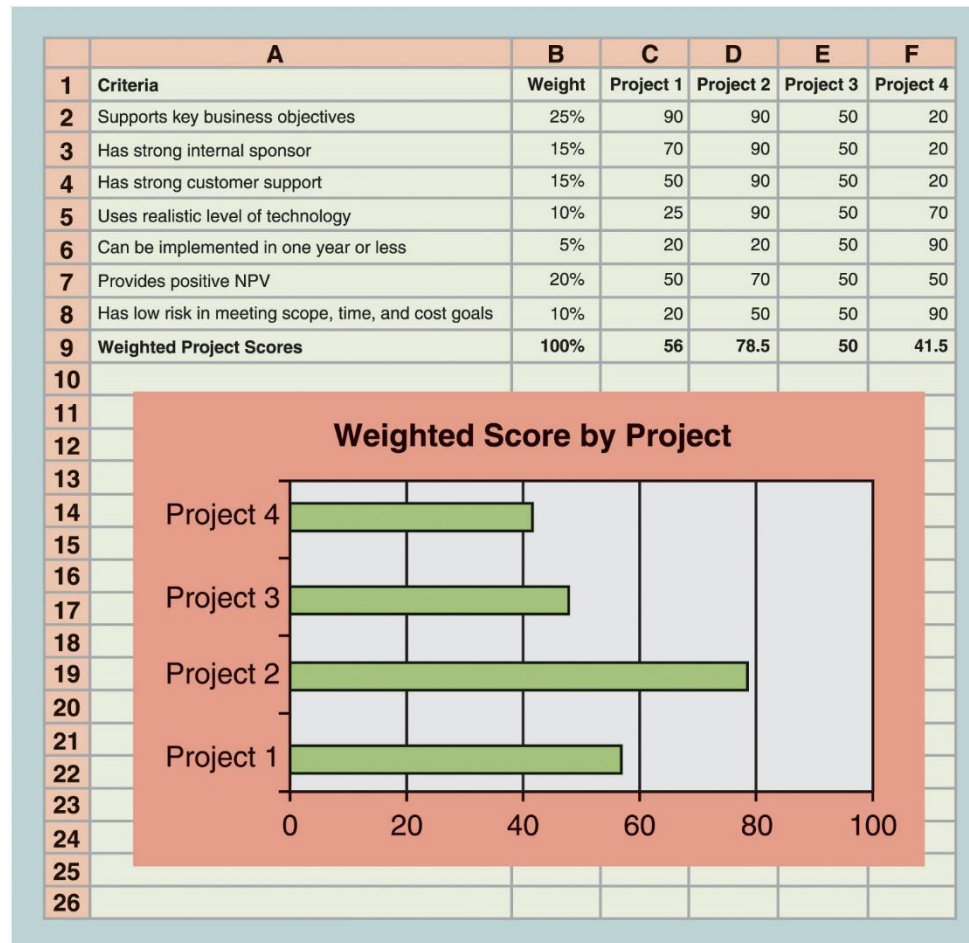 A B C D E F
1 Criteria Weight Project 1 Project 2 Project 3 Project 4
2 Supports key business objectives 25% 90 90 50 20
3 Has strong internal sponsor 15% 70 90 50 20
4 Has strong customer support 15% 50 90 50 20
5 Uses realistic level of technology 10% 25 90 50 70
6 Can be implemented in one year or less 5% 20 20 50 90
7 Provides positive NPV 20% 50 70 50 50
8 Has low risk in meeting scope, time, and cost goals 10% 20 50 50 90
9 Weighted Project Scores 100% 56 78.5 50 41.5
10
11
12 Weighted Score by Project
13
14 Project 4
15
16
17 Project 3
18
19 Project 2
20
21
22 Project 1
23
24 0 20 40 60 80 100
25
26